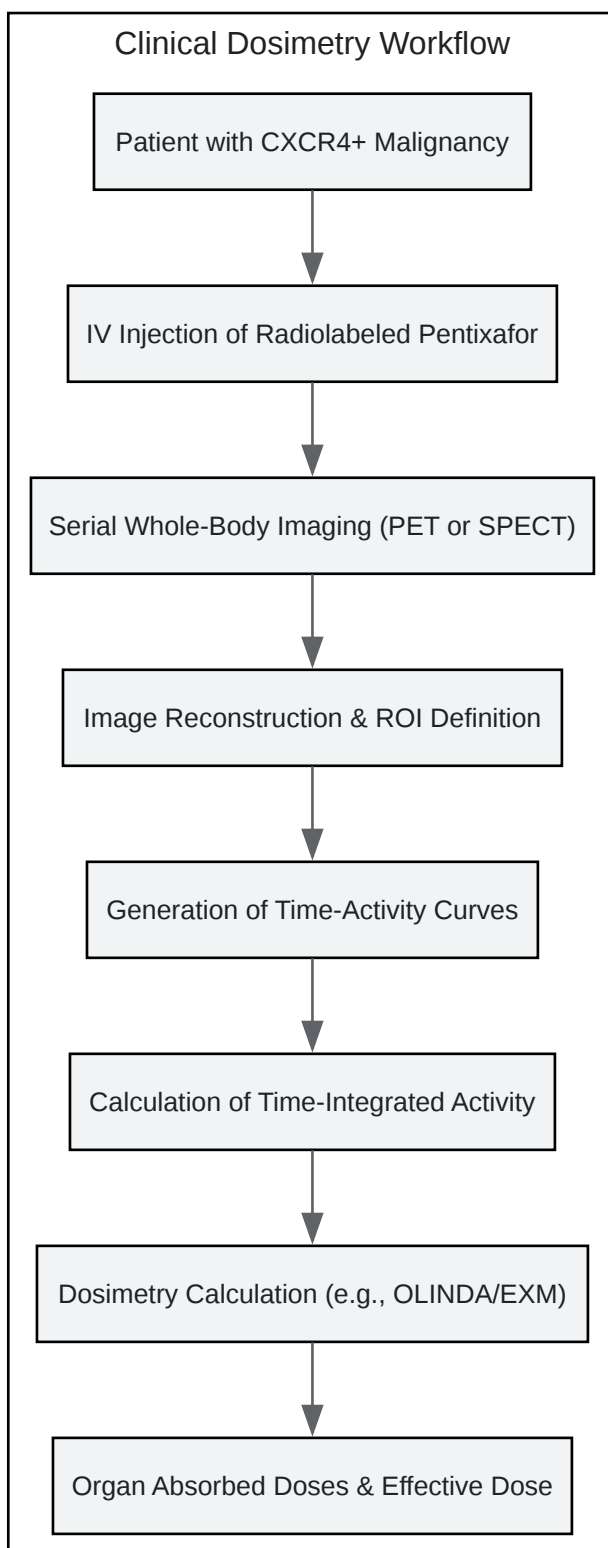 Clinical Dosimetry Workflow
Patient with CXCR4+ Malignancy
IV Injection of Radiolabeled Pentixafor
Serial Whole-Body Imaging (PET or SPECT)
Image Reconstruction & ROI Definition
Generation of Time-Activity Curves
Calculation of Time-Integrated Activity
Dosimetry Calculation (e.g., OLINDA/EXM)
Organ Absorbed Doses & Effective Dose